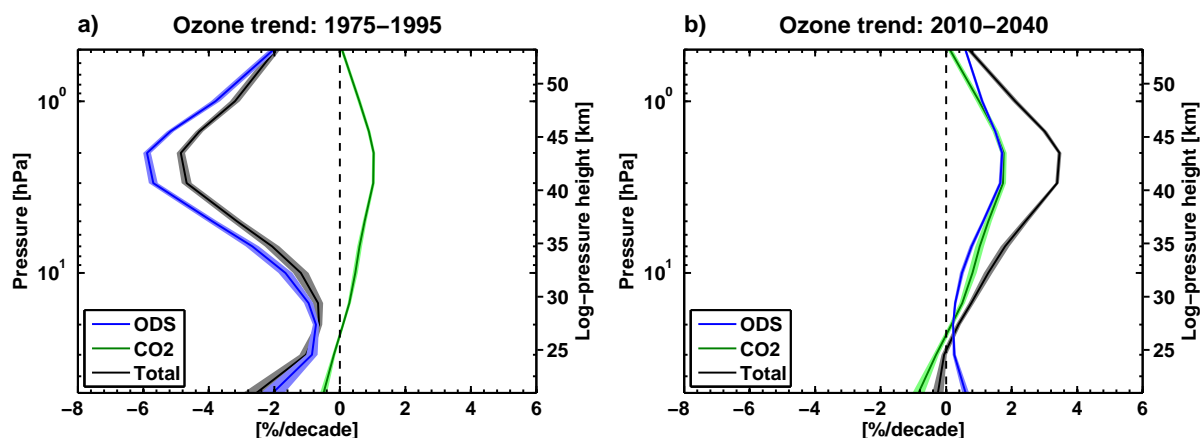 a) Ozone trend: 1975−1995
Pressure [hPa]
10^0
10^1
Log−pressure height [km]
50
45
40
35
30
25
ODS
CO2
Total
−8 −6 −4 −2 0 2 4 6
[%/decade]
b) Ozone trend: 2010−2040
Pressure [hPa]
10^0
10^1
Log−pressure height [km]
50
45
40
35
30
25
ODS
CO2
Total
−8 −6 −4 −2 0 2 4 6
[%/decade]